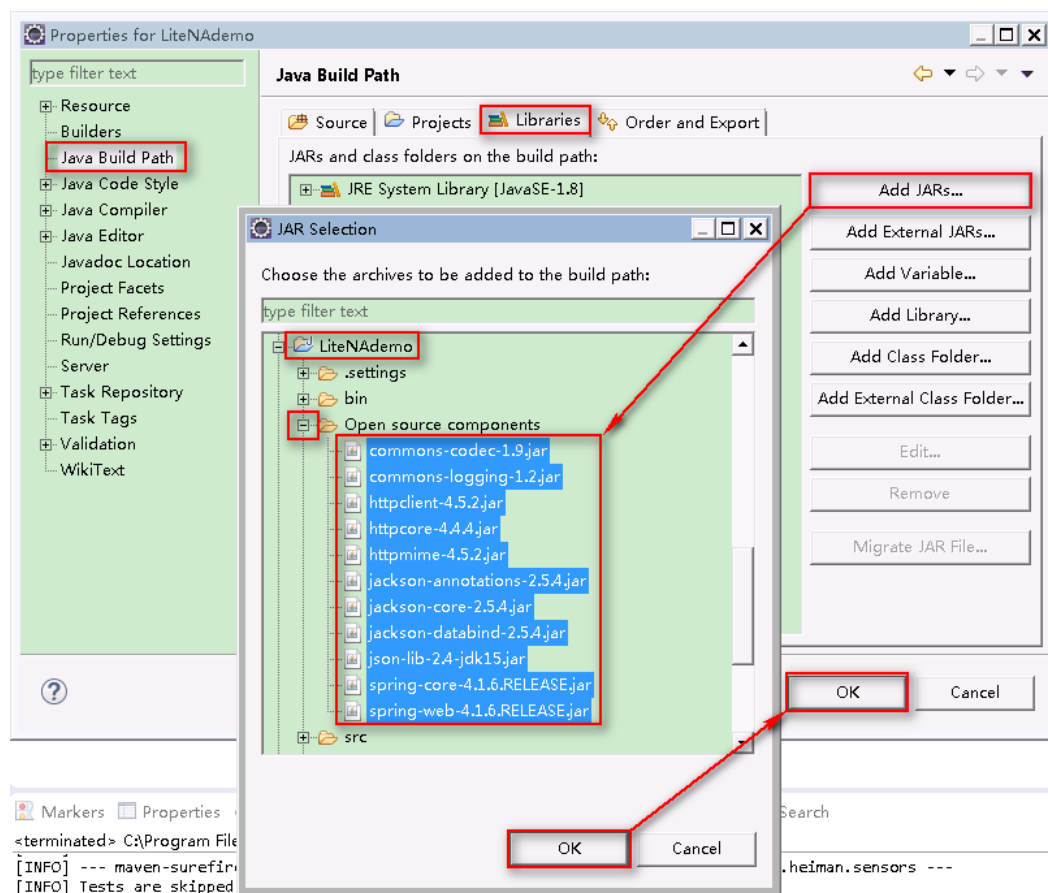 Properties for LiteNAdemo
type filter text
Java Build Path
Resource
Builders
Java Build Path
Java Code Style
Java Compiler
Java Editor
Javadoc Location
Project Facets
Project References
Run/Debug Settings
Server
Task Repository
Task Tags
Validation
WikiText
Source
Projects
Libraries
Order and Export
JARs and class folders on the build path:
JRE System Library [JavaSE-1.8]
Add JARs...
Add External JARs...
Add Variable...
Add Library...
Add Class Folder...
Add External Class Folder...
Edit...
Remove
Migrate JAR File...
JAR Selection
Choose the archives to be added to the build path:
type filter text
LiteNAdemo
.settings
bin
Open source components
commons-codec-1.9.jar
commons-logging-1.2.jar
httpclient-4.5.2.jar
httpcore-4.4.4.jar
httpmime-4.5.2.jar
jackson-annotations-2.5.4.jar
jackson-core-2.5.4.jar
jackson-databind-2.5.4.jar
json-lib-2.4-jdk15.jar
spring-core-4.1.6.RELEASE.jar
spring-web-4.1.6.RELEASE.jar
src
OK
Cancel
OK
Cancel
Markers
Properties
Search
<terminated> C:\Program File
[INFO] --- maven-surefir
.heiman.sensors ---
[INFO] Tests are skipped